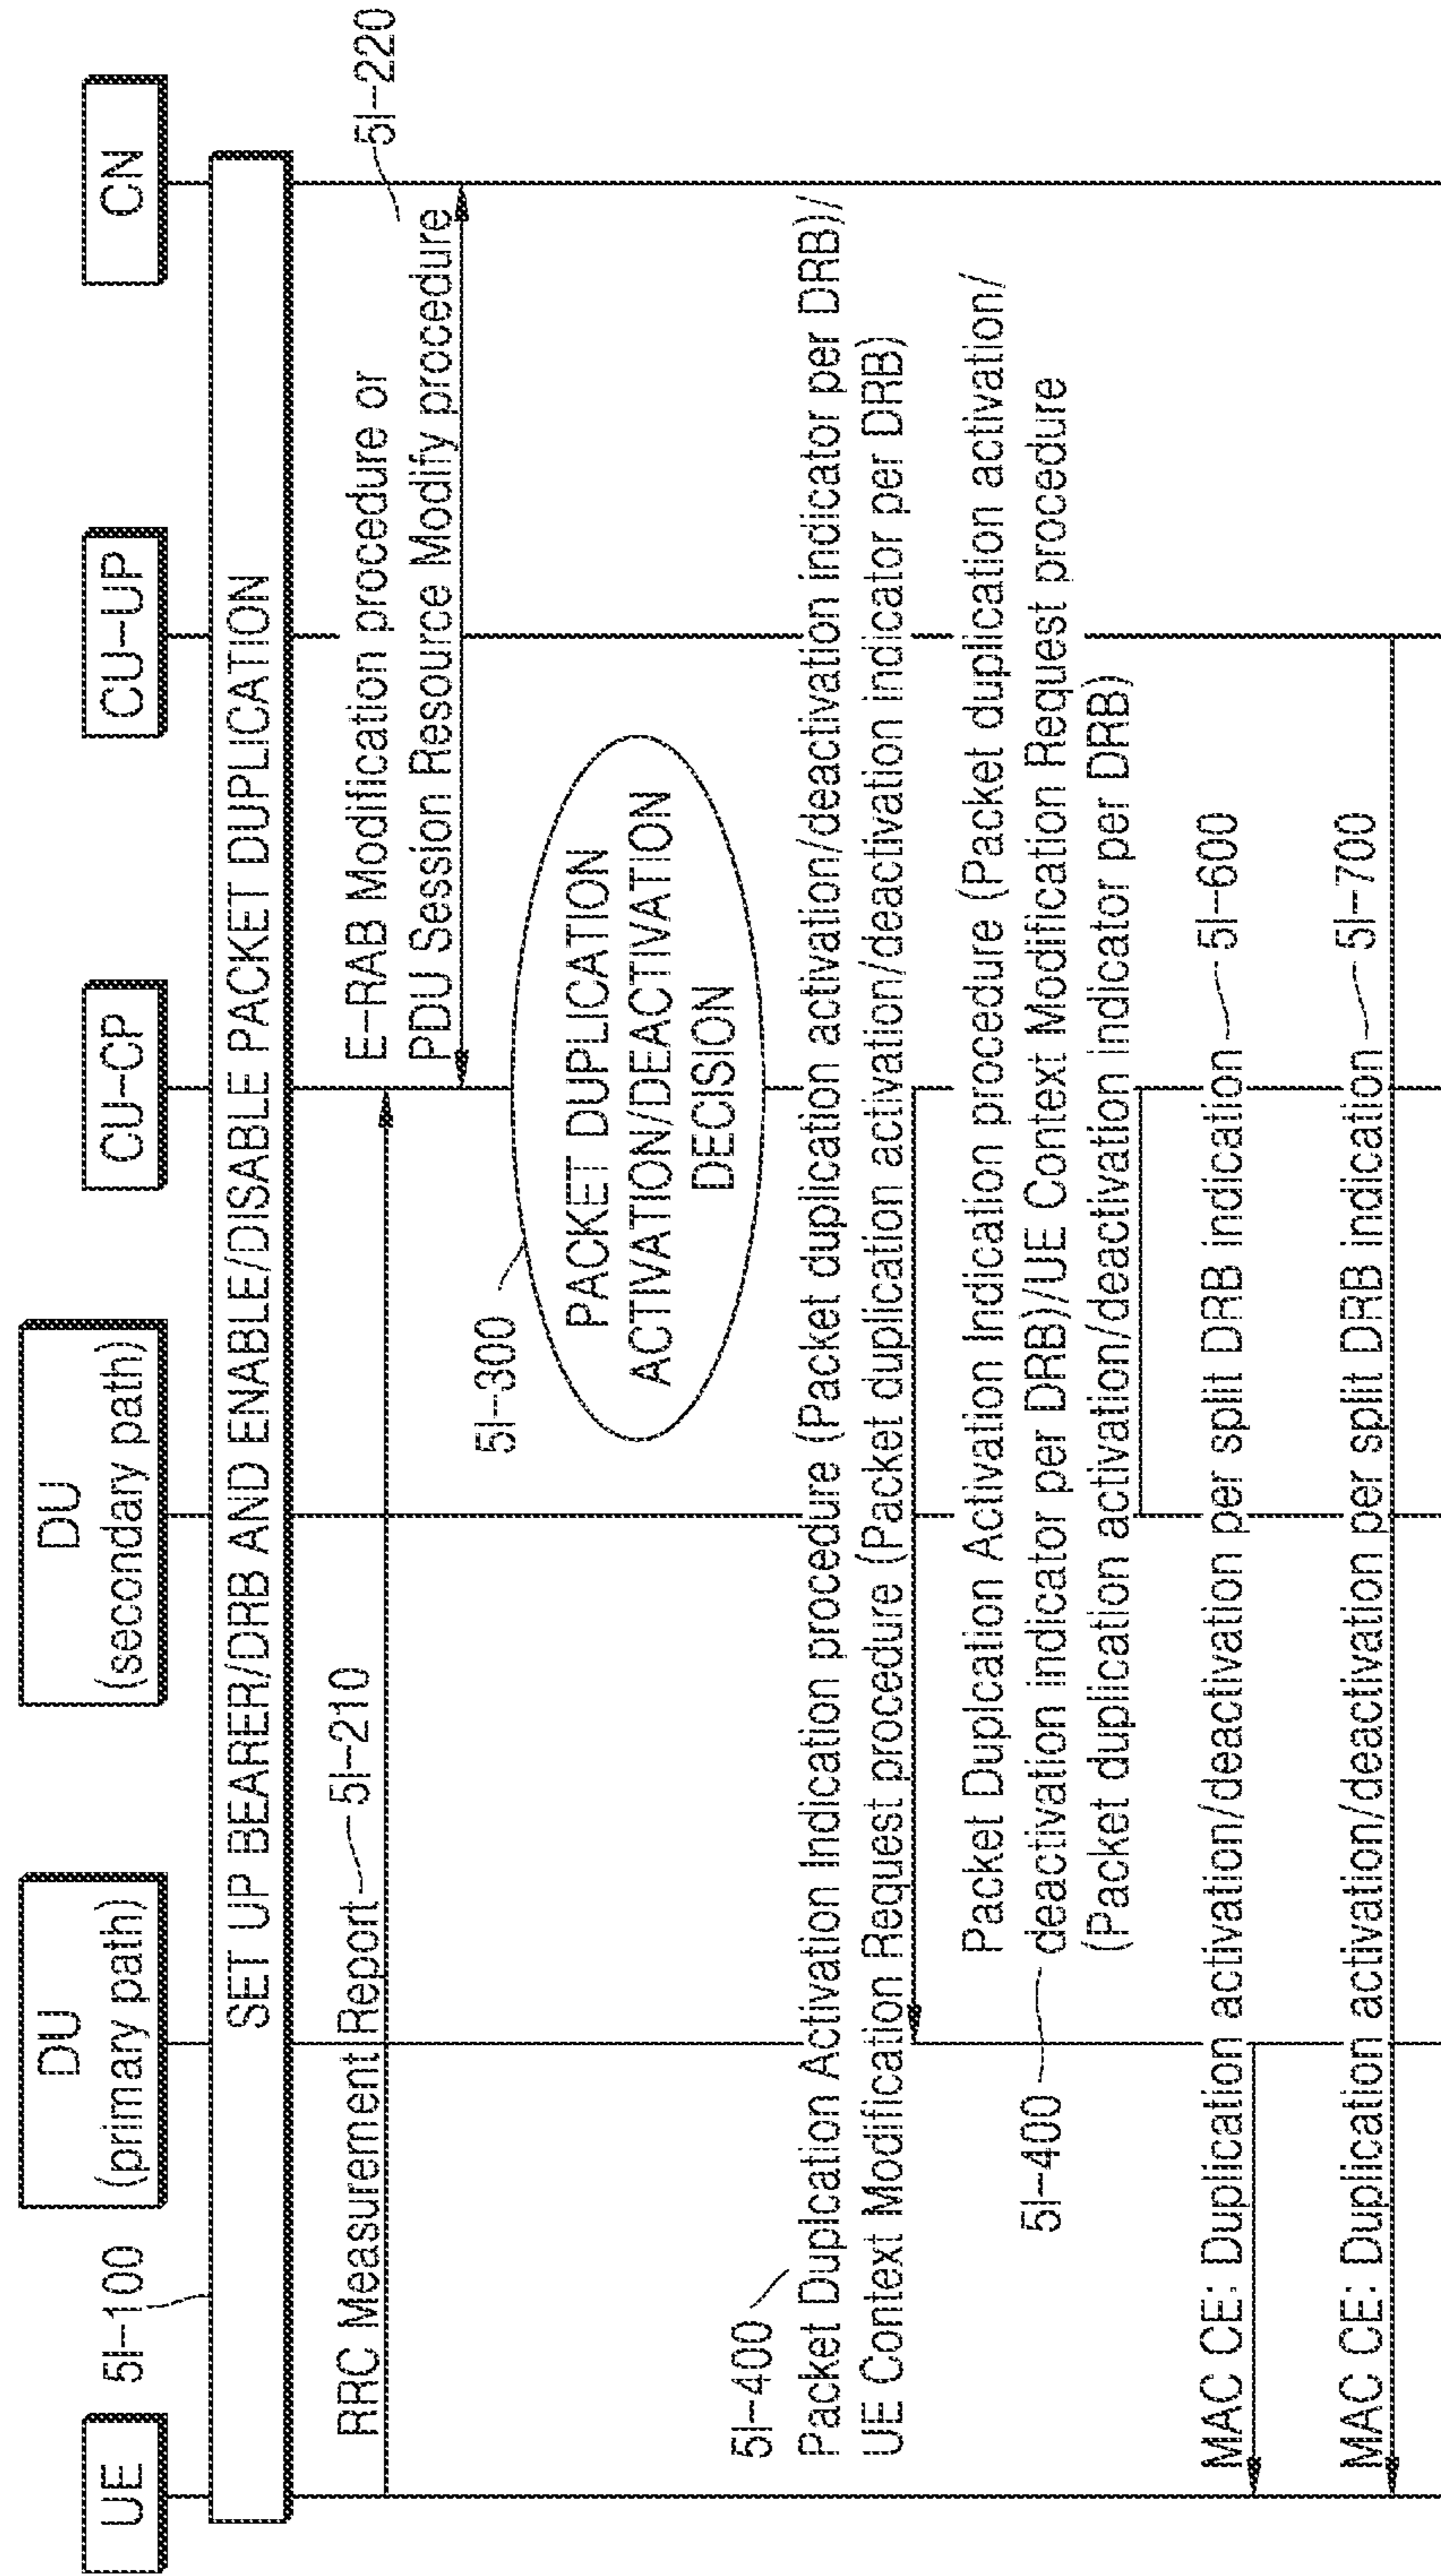 UE
DU
(primary path)
DU
(secondary path)
CU-CP
CU-UP
CN
5I-100
SET UP BEARER/DRB AND ENABLE/DISABLE PACKET DUPLICATION
RRC Measurement Report
5I-210
E-RAB Modification procedure or
PDU Session Resource Modify procedure
5I-220
5I-300
PACKET DUPLICATION
ACTIVATION/DEACTIVATION
DECISION
5I-400
Packet Duplcation Activation Indication procedure (Packet duplication activation/deactivation indicator per DRB)/
UE Context Modification Request procedure (Packet duplication activation/deactivation indicator per DRB)
5I-400
Packet Duplcation Activation Indication procedure (Packet duplication activation/
deactivation indicator per DRB)/UE Context Modification Request procedure
(Packet duplication activation/deactivation indicator per DRB)
MAC CE: Duplication activation/deactivation per split DRB indication
5I-600
MAC CE: Duplication activation/deactivation per split DRB indication
5I-700